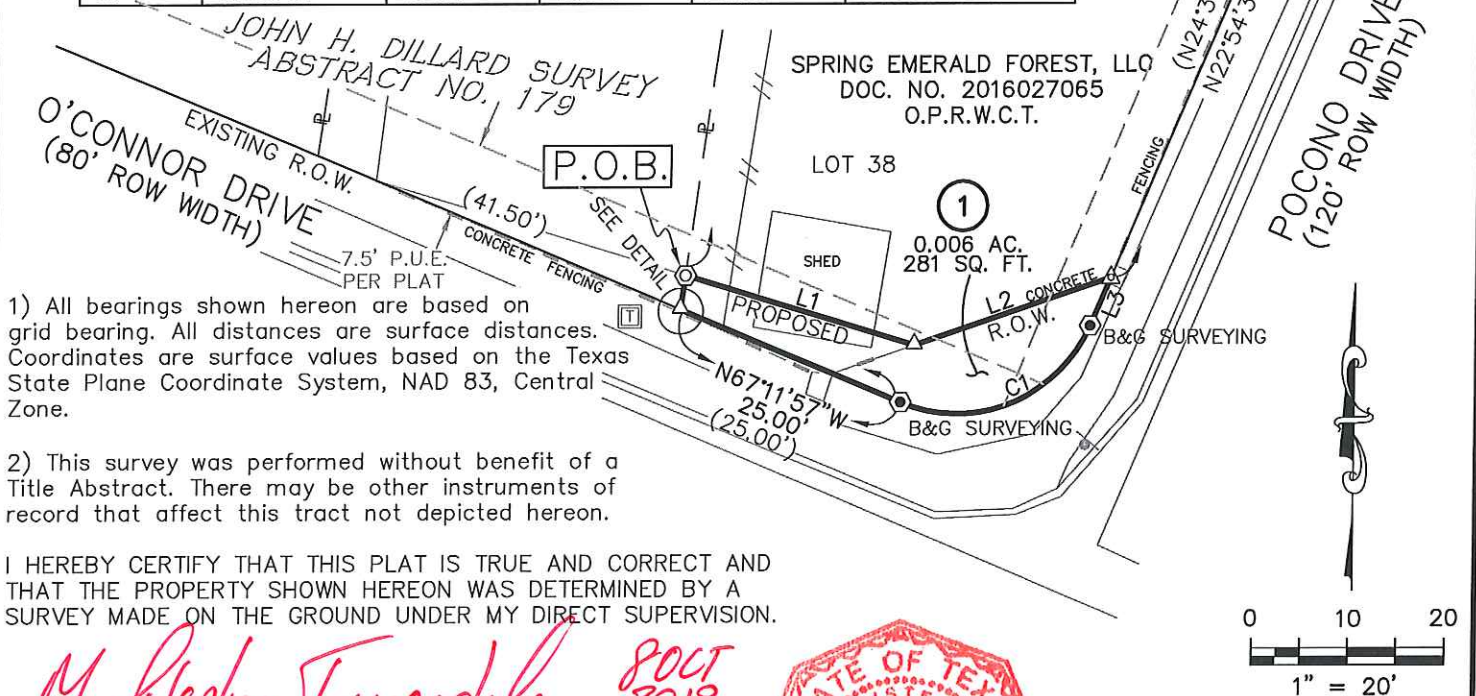 JOHN H. DILLARD SURVEY
ABSTRACT NO. 179
SPRING EMERALD FOREST, LLC
DOC. NO. 2016027065
O.P.R.W.C.T.
(N24°3
N22°54'3
POCONO DRIVE
(120' ROW WIDTH)
O'CONNOR DRIVE
(80' ROW WIDTH)
EXISTING R.O.W.
P.O.B.
LOT 38
FENCING
(41.50')
CONCRETE FENCING
SEE DETAIL
7.5' P.U.E.
PER PLAT
SHED
1
0.006 AC.
281 SQ. FT.
L1
PROPOSED
L2 CONCRETE
R.O.W.
L3
T
B&G SURVEYING
C1
N67°11'57"W
25.00'
(25.00')
B&G SURVEYING
1) All bearings shown hereon are based on
grid bearing. All distances are surface distances.
Coordinates are surface values based on the Texas
State Plane Coordinate System, NAD 83, Central
Zone.
2) This survey was performed without benefit of a
Title Abstract. There may be other instruments of
record that affect this tract not depicted hereon.
I HEREBY CERTIFY THAT THIS PLAT IS TRUE AND CORRECT AND
THAT THE PROPERTY SHOWN HEREON WAS DETERMINED BY A
SURVEY MADE ON THE GROUND UNDER MY DIRECT SUPERVISION.
8 OCT
2018
0 10 20
1" = 20'